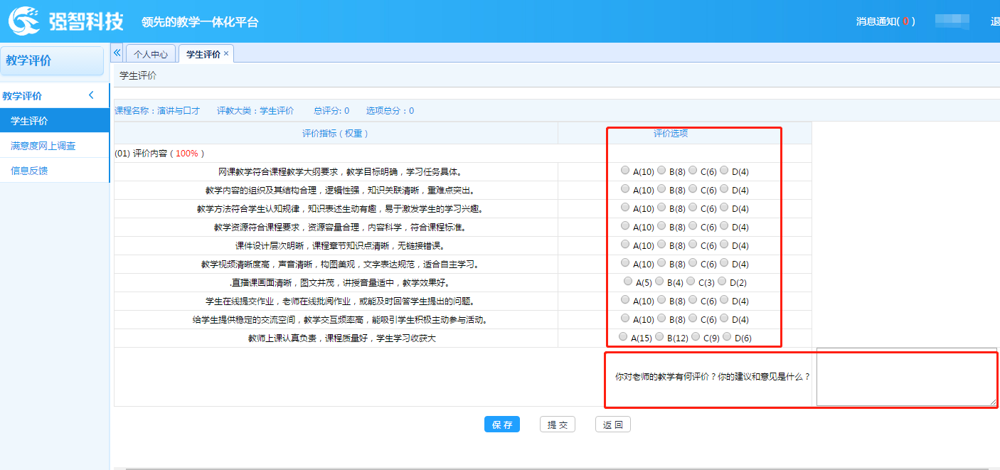 强智科技 领先的教学一体化平台 消息通知( 0 ) 退
教学评价
« 个人中心 学生评价 ×
学生评价
教学评价
学生评价
满意度网上调查
信息反馈
课程名称：演讲与口才 评教大类：学生评价 总评分: 0 选项总分：0
评价指标（权重） 评价选项
(01) 评价内容（100%）
网课教学符合课程教学大纲要求，教学目标明确，学习任务具体。 A(10) B(8) C(6) D(4)
教学内容的组织及其结构合理，逻辑性强，知识关联清晰，重难点突出。 A(10) B(8) C(6) D(4)
教学方法符合学生认知规律，知识表述生动有趣，易于激发学生的学习兴趣。 A(10) B(8) C(6) D(4)
教学资源符合课程要求，资源容量合理，内容科学，符合课程标准。 A(10) B(8) C(6) D(4)
课件设计层次明晰，课程章节知识点清晰，无链接错误。 A(10) B(8) C(6) D(4)
教学视频清晰度高，声音清晰，构图美观，文字表达规范，适合自主学习。 A(10) B(8) C(6) D(4)
.直播课画面清晰，图文并茂，讲授音量适中，教学效果好。 A(5) B(4) C(3) D(2)
学生在线提交作业，老师在线批阅作业，或能及时回答学生提出的问题。 A(10) B(8) C(6) D(4)
给学生提供稳定的交流空间，教学交互频率高，能吸引学生积极主动参与活动。 A(10) B(8) C(6) D(4)
教师上课认真负责，课程质量好，学生学习收获大 A(15) B(12) C(9) D(6)
你对老师的教学有何评价？你的建议和意见是什么？
保 存 提 交 返 回